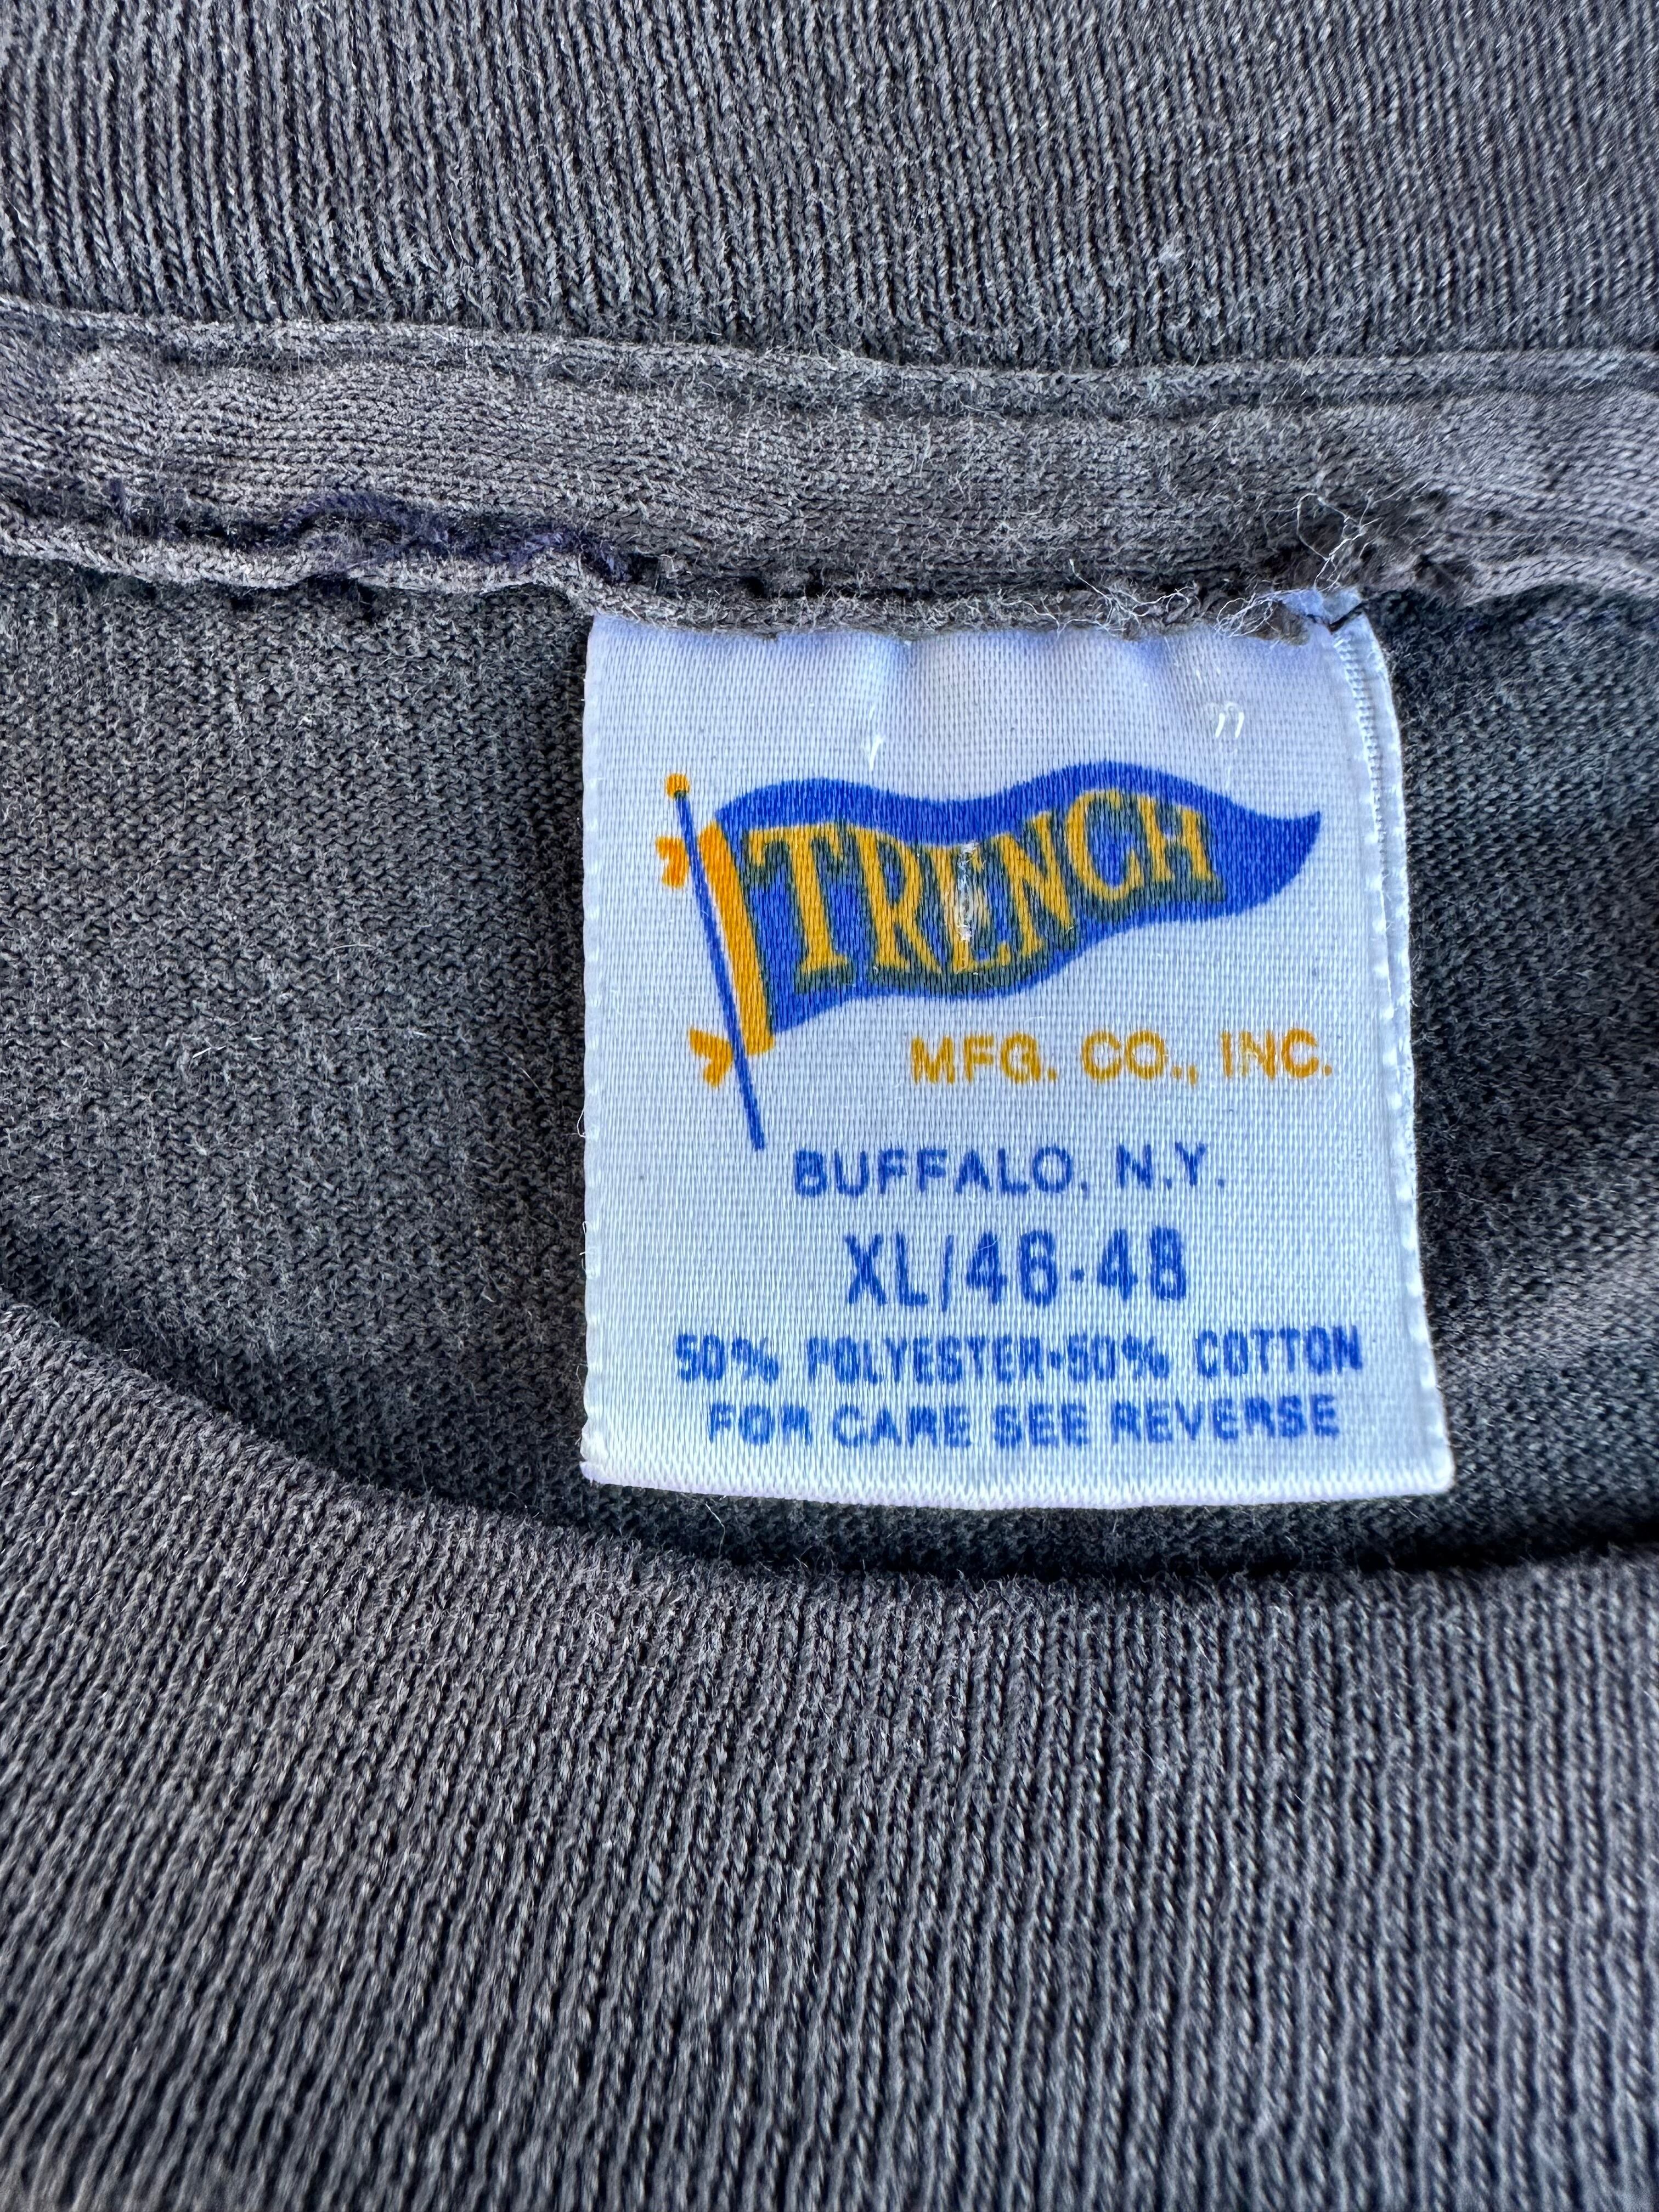 TRENCH
MFG. CO., INC.
BUFFALO, N.Y.
XL/46-48
50% POLYESTER·50% COTTON
FOR CARE SEE REVERSE